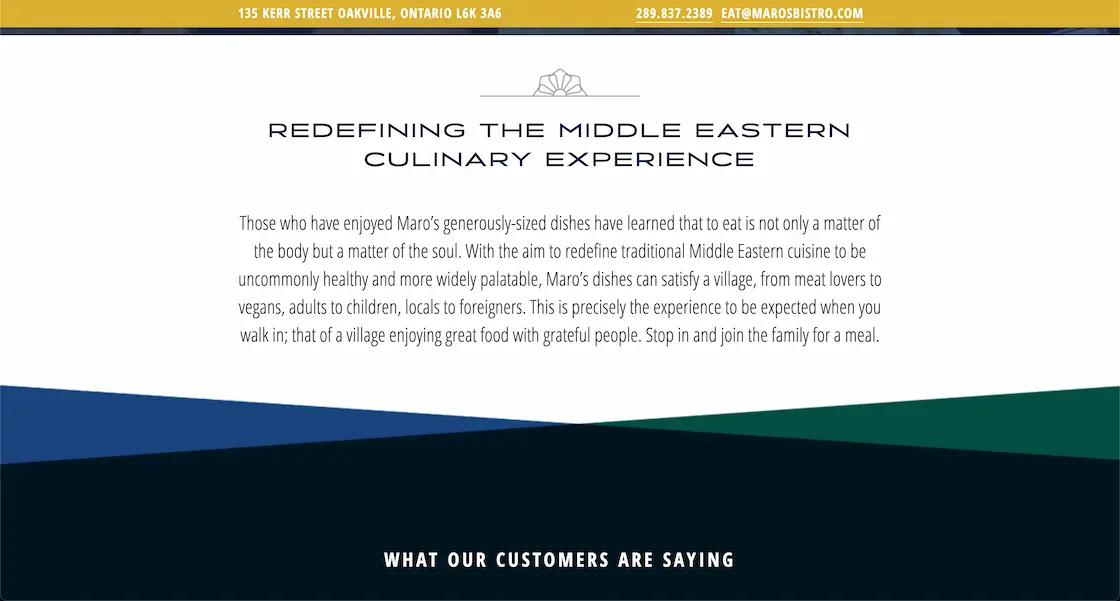 135 KERR STREET OAKVILLE, ONTARIO L6K 3A6
289.837.2389 EAT@MAROSBISTRO.COM
REDEFINING THE MIDDLE EASTERN
CULINARY EXPERIENCE
Those who have enjoyed Maro’s generously-sized dishes have learned that to eat is not only a matter of
the body but a matter of the soul. With the aim to redefine traditional Middle Eastern cuisine to be
uncommonly healthy and more widely palatable, Maro’s dishes can satisfy a village, from meat lovers to
vegans, adults to children, locals to foreigners. This is precisely the experience to be expected when you
walk in; that of a village enjoying great food with grateful people. Stop in and join the family for a meal.
WHAT OUR CUSTOMERS ARE SAYING